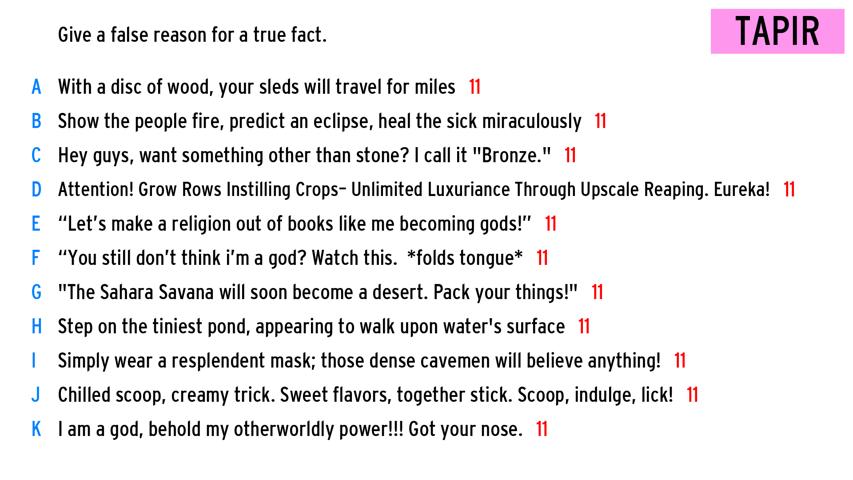 Give a false reason for a true fact.
TAPIR
A With a disc of wood, your sleds will travel for miles 11
B Show the people fire, predict an eclipse, heal the sick miraculously 11
C Hey guys, want something other than stone? I call it "Bronze." 11
D Attention! Grow Rows Instilling Crops– Unlimited Luxuriance Through Upscale Reaping. Eureka! 11
E “Let’s make a religion out of books like me becoming gods!” 11
F “You still don’t think i’m a god? Watch this. *folds tongue* 11
G "The Sahara Savana will soon become a desert. Pack your things!" 11
H Step on the tiniest pond, appearing to walk upon water's surface 11
I Simply wear a resplendent mask; those dense cavemen will believe anything! 11
J Chilled scoop, creamy trick. Sweet flavors, together stick. Scoop, indulge, lick! 11
K I am a god, behold my otherworldly power!!! Got your nose. 11